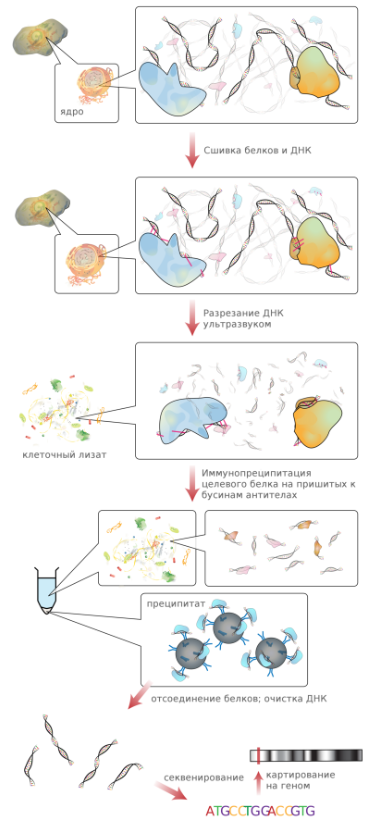 ядро
Сшивка белков и ДНК
Разрезание ДНК
ультразвуком
клеточный лизат
Иммунопреципитация
целевого белка на пришитых к
бусинам антителах
преципитат
отсоединение белков; очистка ДНК
секвенирование
картирование
на геном
ATGCCTGGACCGTG